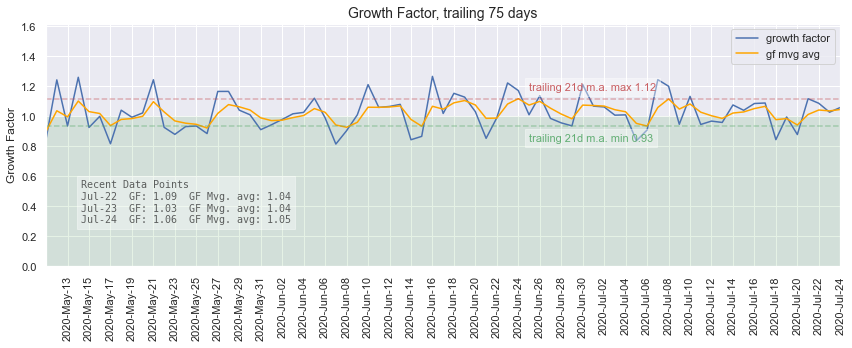 Growth Factor, trailing 75 days
growth factor
gf mvg avg
Growth Factor
1.6
1.4
1.2
1.0
0.8
0.6
0.4
0.2
0.0
trailing 21d m.a. max 1.12
trailing 21d m.a. min 0.93
Recent Data Points
Jul-22 GF: 1.09 GF Mvg. avg: 1.04
Jul-23 GF: 1.03 GF Mvg. avg: 1.04
Jul-24 GF: 1.06 GF Mvg. avg: 1.05
2020-May-13
2020-May-15
2020-May-17
2020-May-19
2020-May-21
2020-May-23
2020-May-25
2020-May-27
2020-May-29
2020-May-31
2020-Jun-02
2020-Jun-04
2020-Jun-06
2020-Jun-08
2020-Jun-10
2020-Jun-12
2020-Jun-14
2020-Jun-16
2020-Jun-18
2020-Jun-20
2020-Jun-22
2020-Jun-24
2020-Jun-26
2020-Jun-28
2020-Jun-30
2020-Jul-02
2020-Jul-04
2020-Jul-06
2020-Jul-08
2020-Jul-10
2020-Jul-12
2020-Jul-14
2020-Jul-16
2020-Jul-18
2020-Jul-20
2020-Jul-22
2020-Jul-24